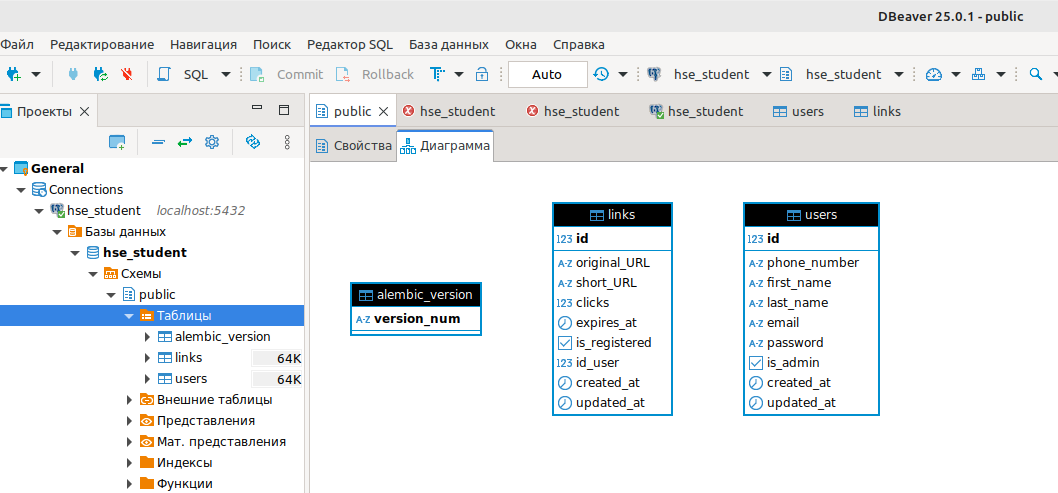 DBeaver 25.0.1 - public
Файл Редактирование Навигация Поиск Редактор SQL База данных Окна Справка
SQL Commit Rollback Auto hse_student hse_student
Проекты
General
Connections
hse_student localhost:5432
Базы данных
hse_student
Схемы
public
Таблицы
alembic_version
links 64K
users 64K
Внешние таблицы
Представления
Мат. представления
Индексы
Функции
public hse_student hse_student hse_student users links
Свойства Диаграмма
alembic_version
A-Z version_num
links
123 id
A-Z original_URL
A-Z short_URL
123 clicks
expires_at
is_registered
123 id_user
created_at
updated_at
users
123 id
A-Z phone_number
A-Z first_name
A-Z last_name
A-Z email
A-Z password
is_admin
created_at
updated_at